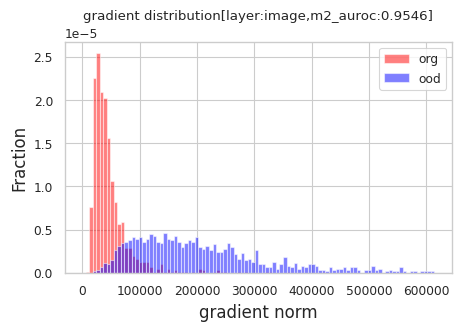 gradient distribution[layer:image,m2_auroc:0.9546]
1e−5
org
ood
2.5
2.0
1.5
1.0
0.5
0.0
Fraction
0 100000 200000 300000 400000 500000 600000
gradient norm